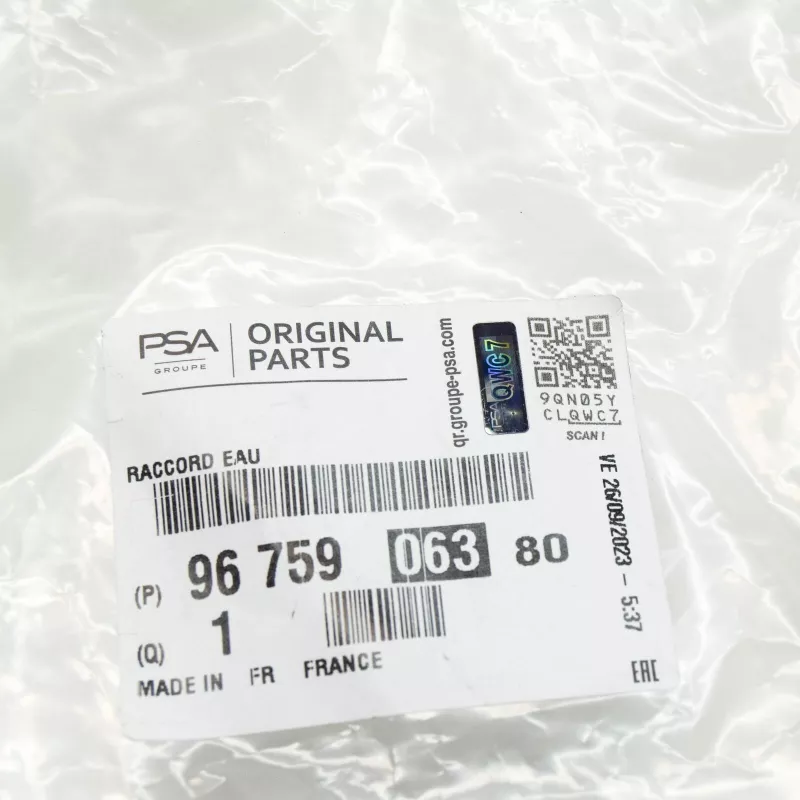 PSA
GROUPE
ORIGINAL
PARTS
qr.groupe-psa.com
PSA QWC7
9QN05Y
CLQWC7
SCAN!
RACCORD EAU
(P) 96 759 063 80
(Q) 1
MADE IN FR FRANCE
VE 26/09/2023 - 5:37
EAC